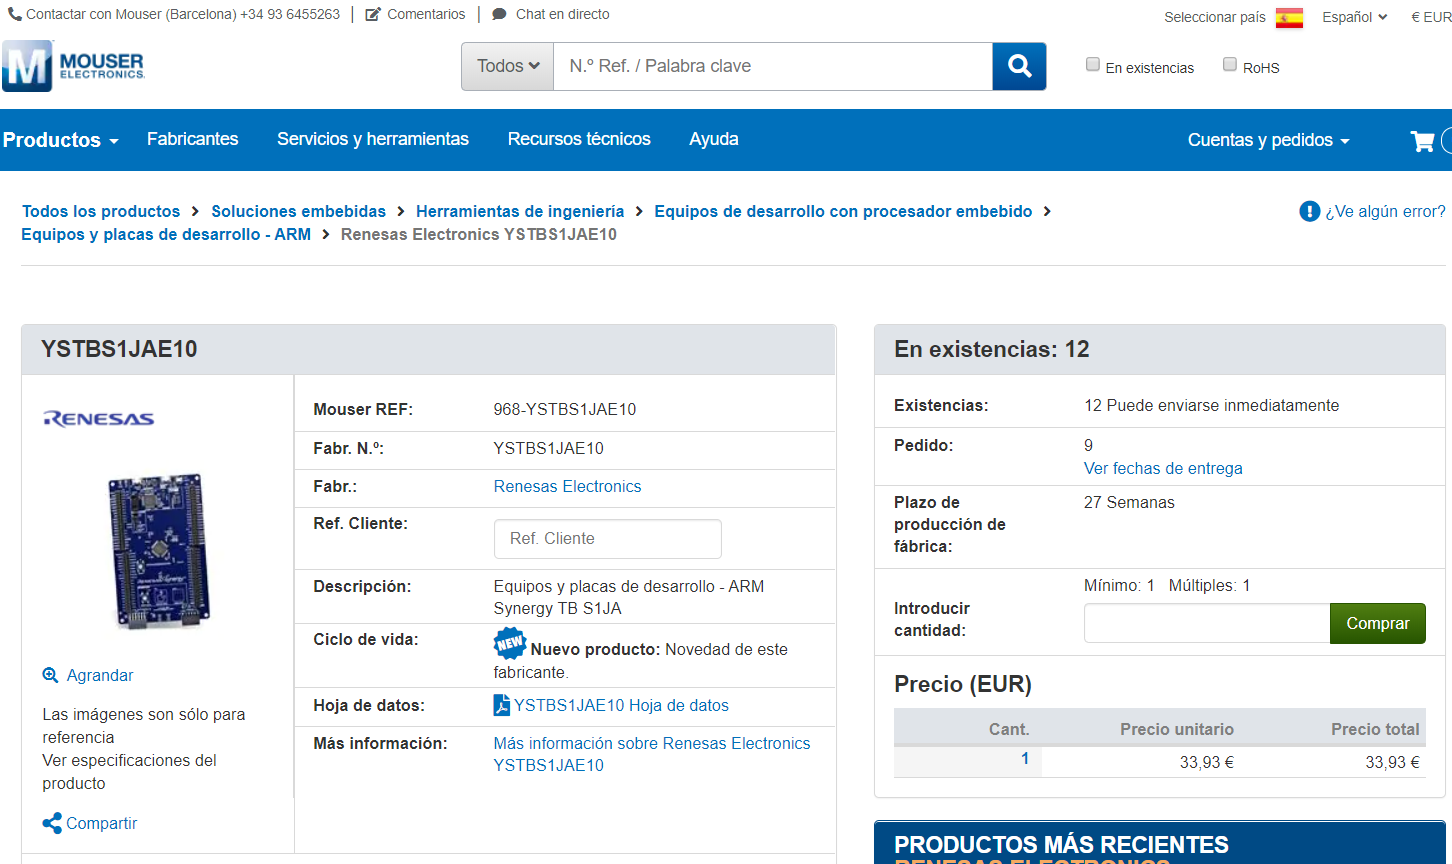 Contactar con Mouser (Barcelona) +34 93 6455263 | Comentarios | Chat en directo
Seleccionar país Español € EUR
MOUSER
ELECTRONICS
Todos N.º Ref. / Palabra clave
En existencias RoHS
Productos Fabricantes Servicios y herramientas Recursos técnicos Ayuda Cuentas y pedidos
Todos los productos > Soluciones embebidas > Herramientas de ingeniería > Equipos de desarrollo con procesador embebido >
¿Ve algún error?
Equipos y placas de desarrollo - ARM > Renesas Electronics YSTBS1JAE10
YSTBS1JAE10
RENESAS
Agrandar
Las imágenes son sólo para
referencia
Ver especificaciones del
producto
Compartir
Mouser REF: 968-YSTBS1JAE10
Fabr. N.º: YSTBS1JAE10
Fabr.: Renesas Electronics
Ref. Cliente: Ref. Cliente
Descripción: Equipos y placas de desarrollo - ARM
Synergy TB S1JA
Ciclo de vida: NEW Nuevo producto: Novedad de este
fabricante.
Hoja de datos: YSTBS1JAE10 Hoja de datos
Más información: Más información sobre Renesas Electronics
YSTBS1JAE10
En existencias: 12
Existencias: 12 Puede enviarse inmediatamente
Pedido: 9
Ver fechas de entrega
Plazo de 27 Semanas
producción de
fábrica:
Mínimo: 1 Múltiples: 1
Introducir
cantidad:
Comprar
Precio (EUR)
Cant. Precio unitario Precio total
1 33,93 € 33,93 €
PRODUCTOS MÁS RECIENTES
RENESAS ELECTRONICS